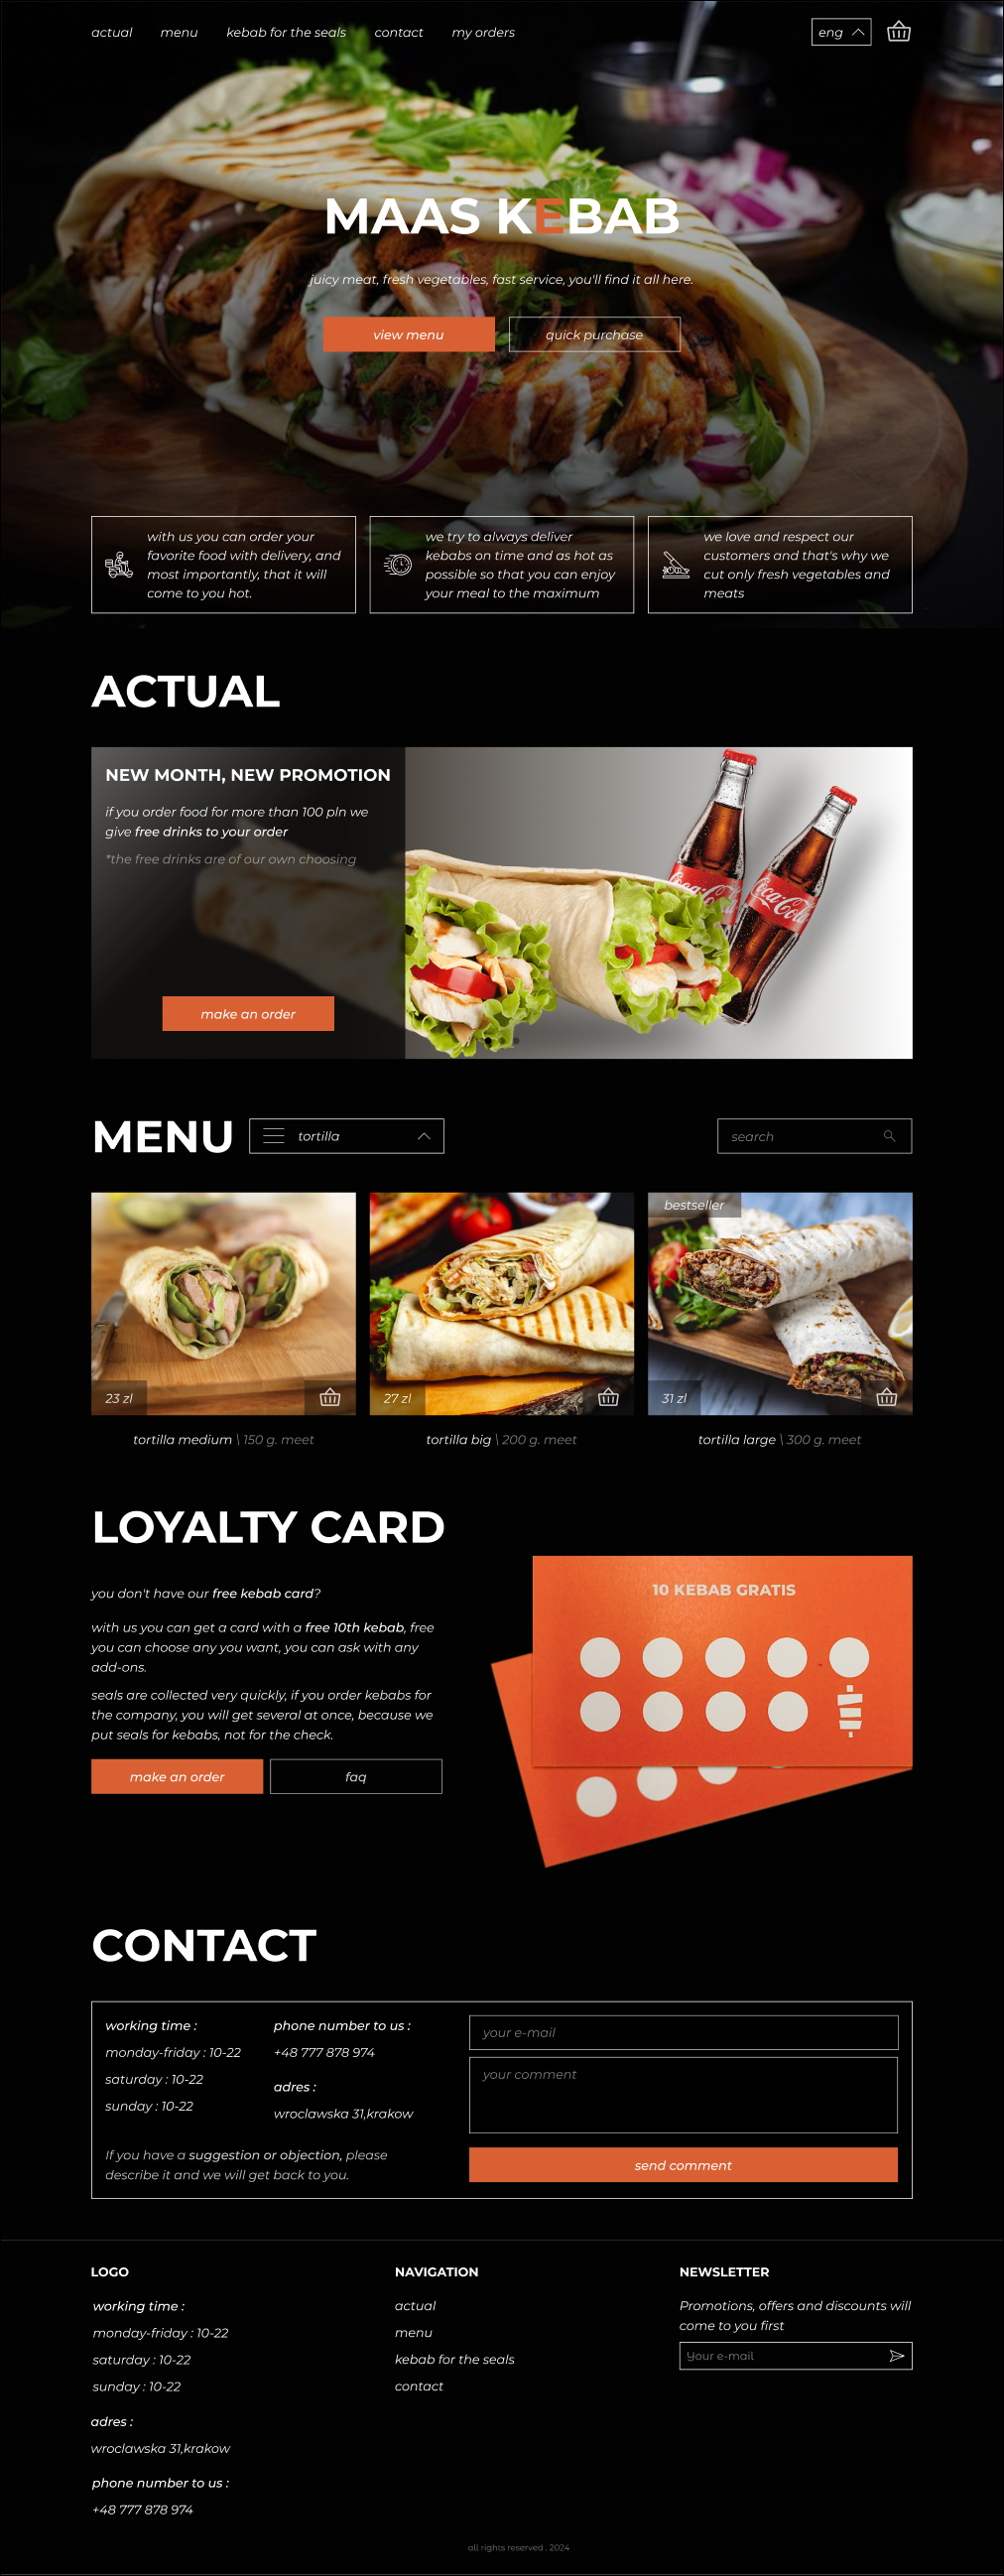 actual menu kebab for the seals contact my orders eng
MAAS KEBAB
juicy meat, fresh vegetables, fast service, you'll find it all here.
view menu quick purchase
with us you can order your
favorite food with delivery, and
most importantly, that it will
come to you hot.
we try to always deliver
kebabs on time and as hot as
possible so that you can enjoy
your meal to the maximum
we love and respect our
customers and that's why we
cut only fresh vegetables and
meats
ACTUAL
NEW MONTH, NEW PROMOTION
if you order food for more than 100 pln we
give free drinks to your order
*the free drinks are of our own choosing
Coca-Cola
Coca-Cola
make an order
MENU tortilla search
bestseller
23 zl
27 zl
31 zl
tortilla medium \ 150 g. meet
tortilla big \ 200 g. meet
tortilla large \ 300 g. meet
LOYALTY CARD
you don't have our free kebab card?
with us you can get a card with a free 10th kebab, free
you can choose any you want, you can ask with any
add-ons.
seals are collected very quickly, if you order kebabs for
the company, you will get several at once, because we
put seals for kebabs, not for the check.
make an order faq
10 KEBAB GRATIS
CONTACT
working time :
monday-friday : 10-22
saturday : 10-22
sunday : 10-22
phone number to us :
+48 777 878 974
adres :
wroclawska 31,krakow
If you have a suggestion or objection, please
describe it and we will get back to you.
your e-mail
your comment
send comment
LOGO
working time :
monday-friday : 10-22
saturday : 10-22
sunday : 10-22
adres :
wroclawska 31,krakow
phone number to us :
+48 777 878 974
NAVIGATION
actual
menu
kebab for the seals
contact
NEWSLETTER
Promotions, offers and discounts will
come to you first
Your e-mail
all rights reserved . 2024